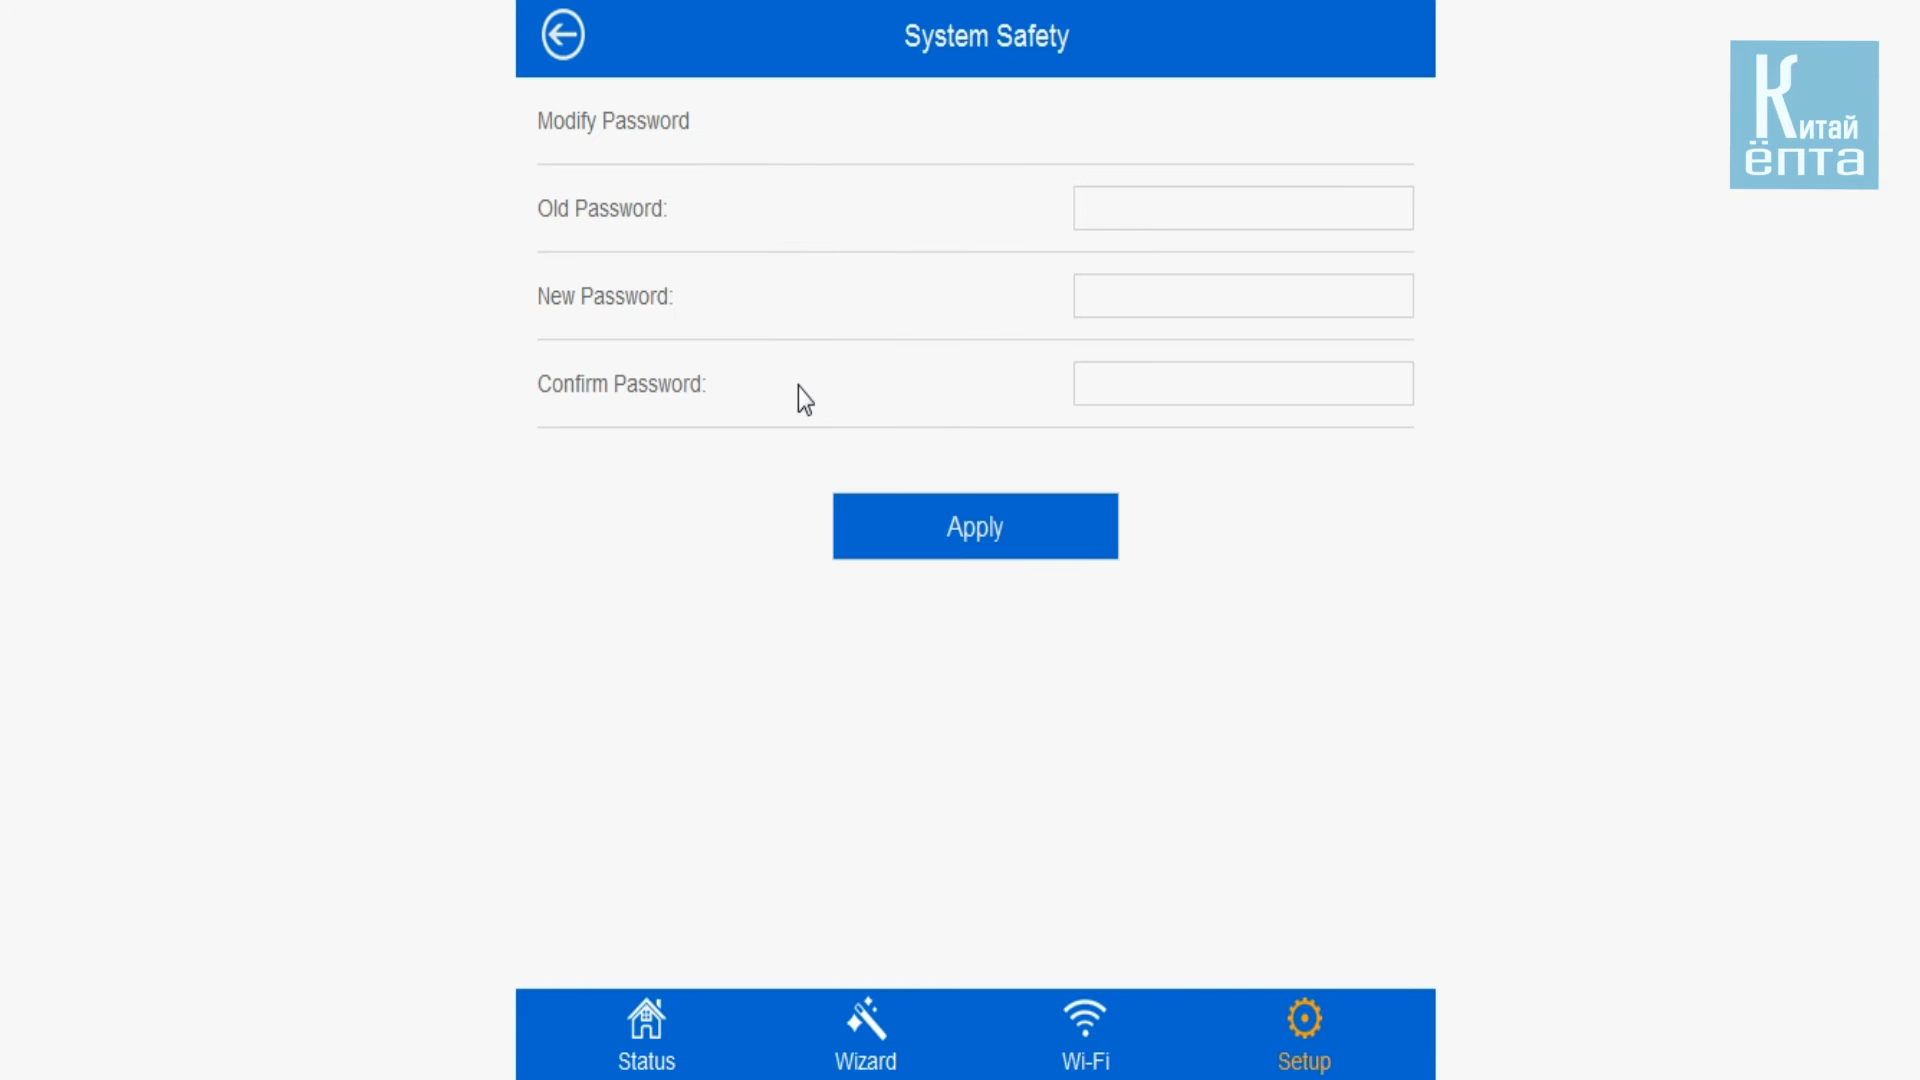 System Safety
Китай
ёпта
Modify Password
Old Password:
New Password:
Confirm Password:
Apply
Status
Wizard
Wi-Fi
Setup